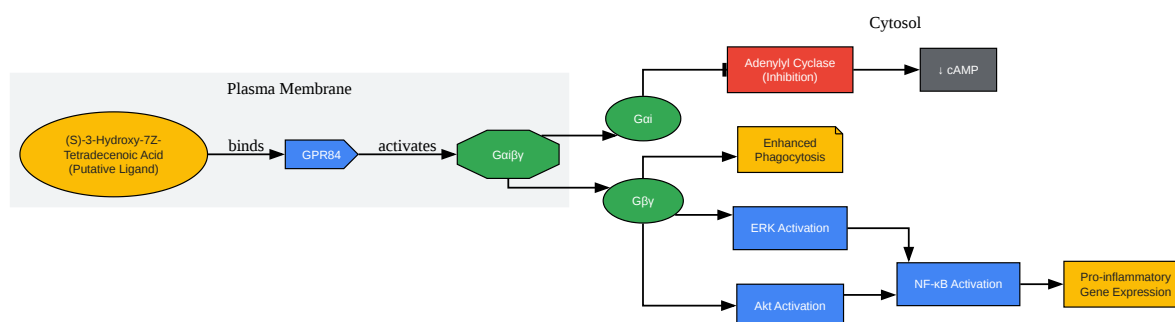 Cytosol
Plasma Membrane
(S)-3-Hydroxy-7Z-
Tetradecenoic Acid
(Putative Ligand)
binds
GPR84
activates
Gαiβγ
Gαi
Adenylyl Cyclase
(Inhibition)
↓ cAMP
Gβγ
Enhanced
Phagocytosis
ERK Activation
Akt Activation
NF-κB Activation
Pro-inflammatory
Gene Expression